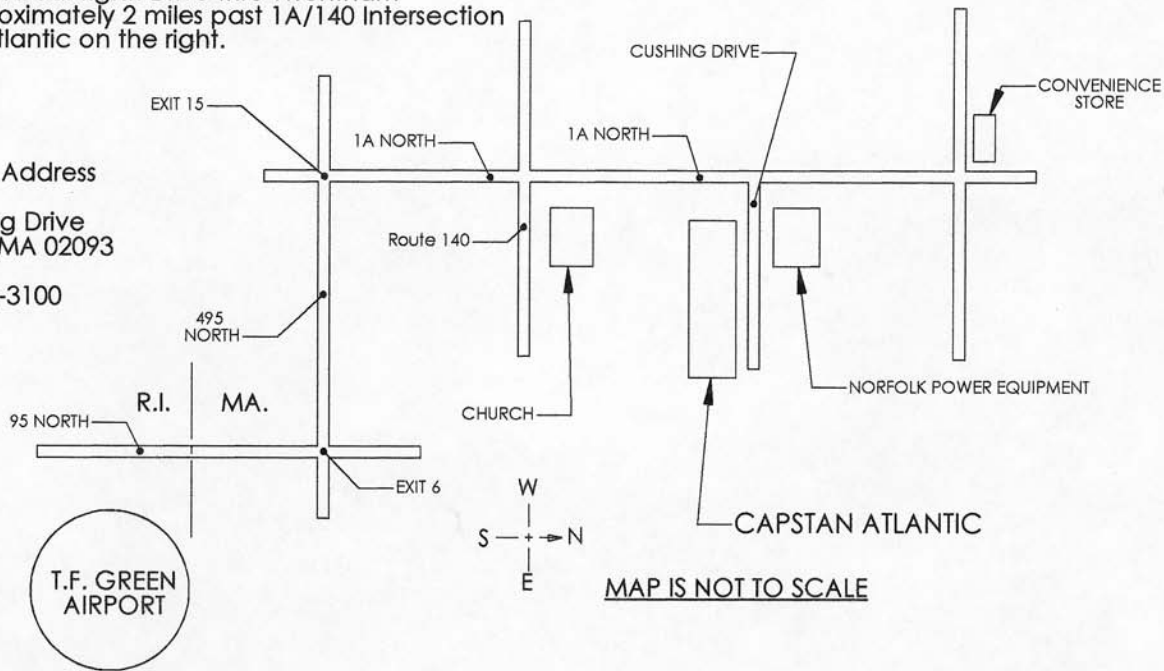 approximately 2 miles past 1A/140 Intersection
Atlantic on the right.
Address
Drive
MA 02093
-3100
EXIT 15
1A NORTH
1A NORTH
CUSHING DRIVE
CONVENIENCE
STORE
Route 140
495
NORTH
R.I.
MA.
95 NORTH
CHURCH
NORFOLK POWER EQUIPMENT
EXIT 6
W
S
N
E
CAPSTAN ATLANTIC
T.F. GREEN
AIRPORT
MAP IS NOT TO SCALE